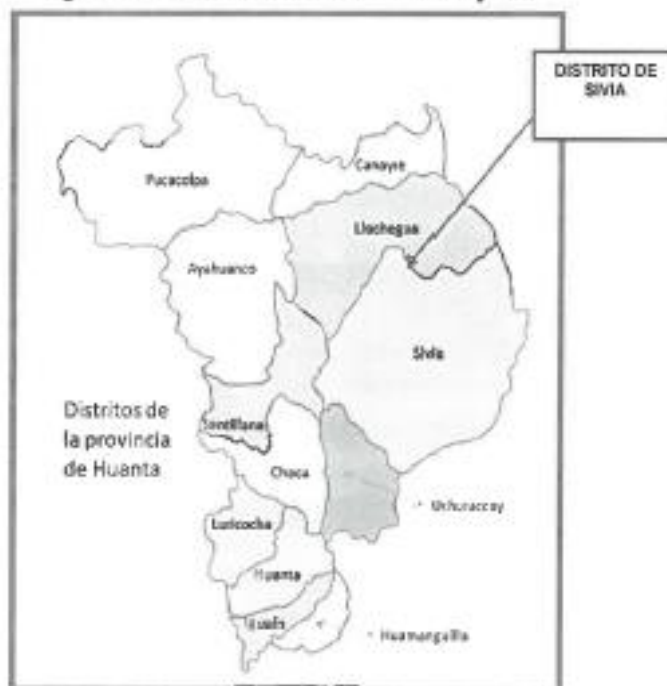 DISTRITO DE
SIVIA
Canayre
Pucacolpa
Llochegua
Ayahuanco
Sivia
Distritos de
la provincia
de Huanta
Santillana
Chaca
Uchuraccay
Luricocha
Huanta
Huamanguilla